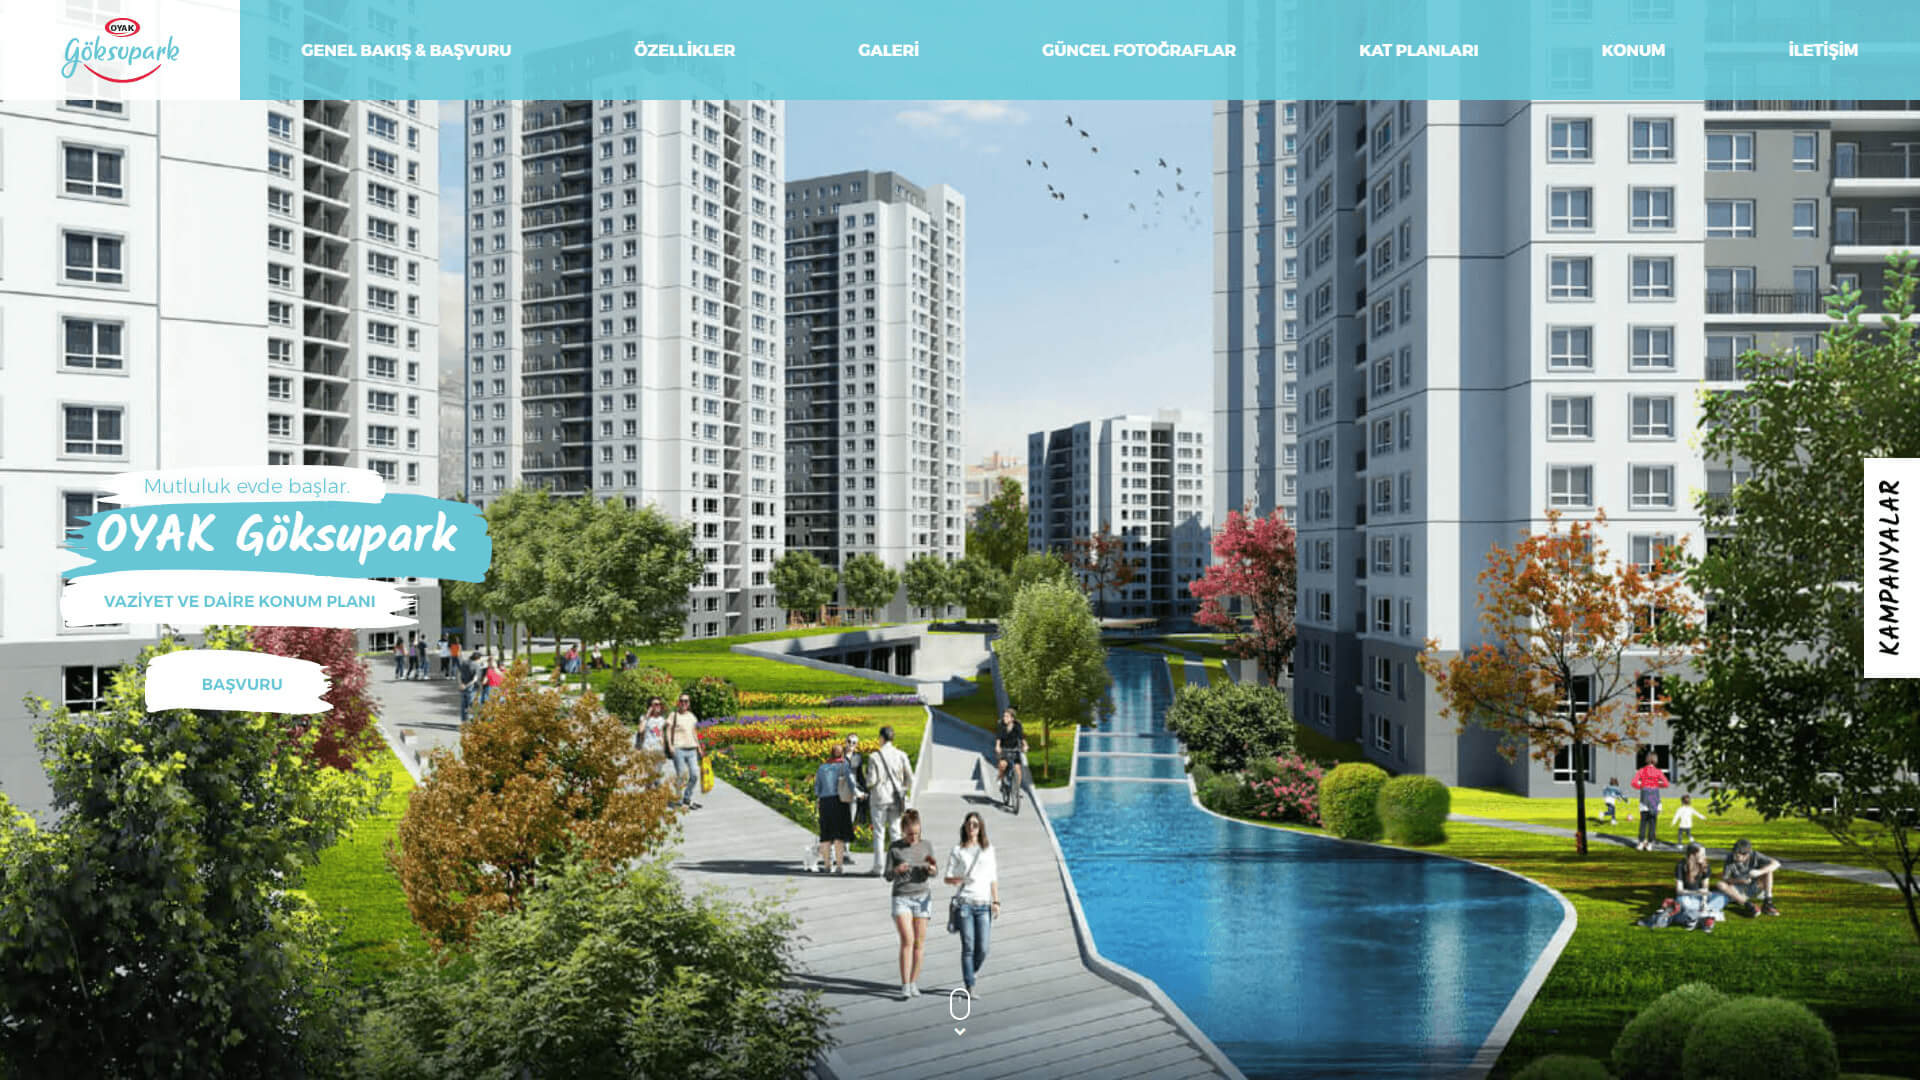 OYAK
Göksupark
GENEL BAKIŞ & BAŞVURU
ÖZELLİKLER
GALERİ
GÜNCEL FOTOĞRAFLAR
KAT PLANLARI
KONUM
İLETİŞİM
Mutluluk evde başlar.
OYAK Göksupark
VAZİYET VE DAİRE KONUM PLANI
BAŞVURU
KAMPANYALAR